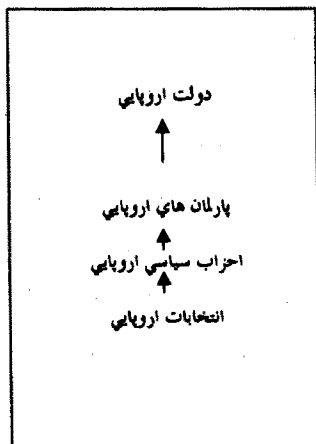 دولت اروپايي
پارلمان هاي اروپايي
احزاب سياسي اروپايي
انتخابات اروپايي